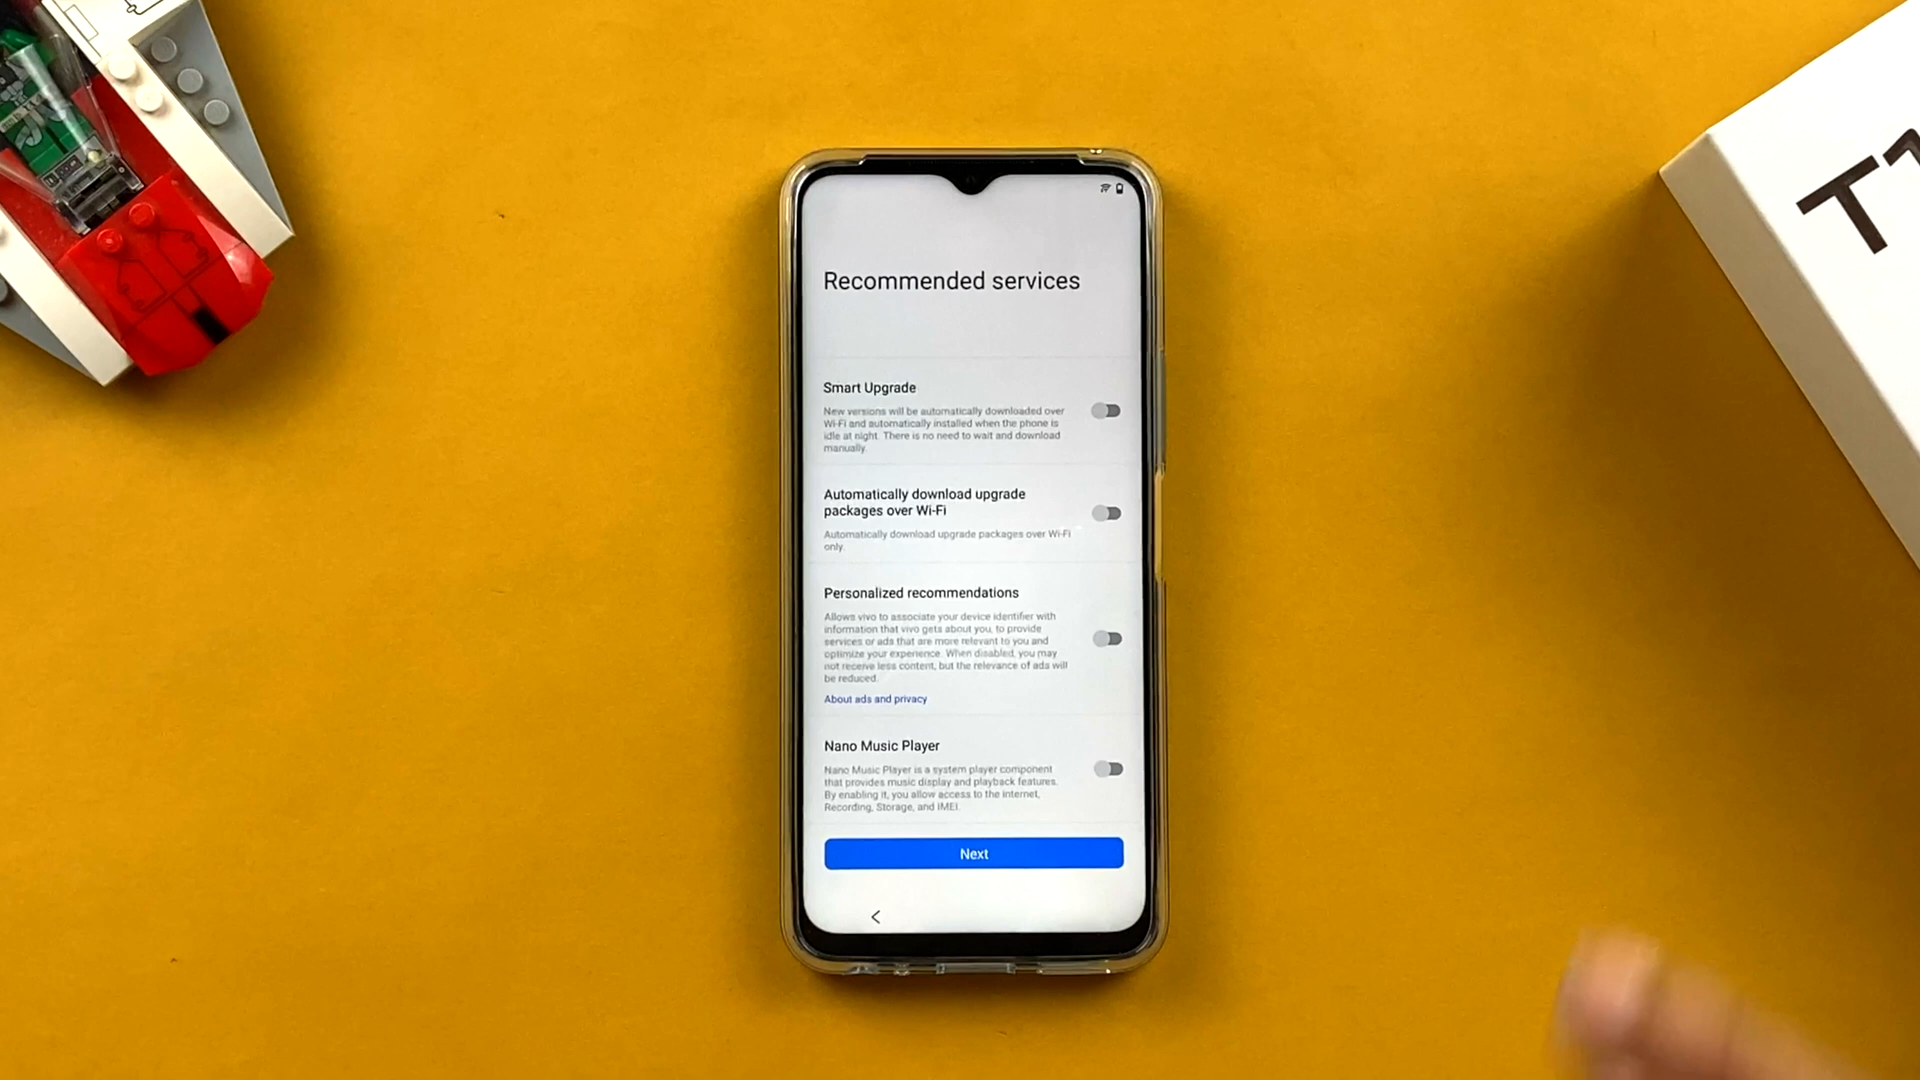 Recommended services
Smart Upgrade
New versions will be automatically downloaded over
Wi-Fi and automatically installed when the phone is
idle at night. There is no need to wait and download
manually.
Automatically download upgrade
packages over Wi-Fi
Automatically download upgrade packages over Wi-Fi
only.
Personalized recommendations
Allows vivo to associate your device identifier with
information that vivo gets about you, to provide
services or ads that are more relevant to you and
optimize your experience. When disabled, you may
not receive less content, but the relevance of ads will
be reduced.
About ads and privacy
Nano Music Player
Nano Music Player is a system player component
that provides music display and playback features.
By enabling it, you allow access to the Internet,
Recording, Storage, and IMEI.
Next
T1